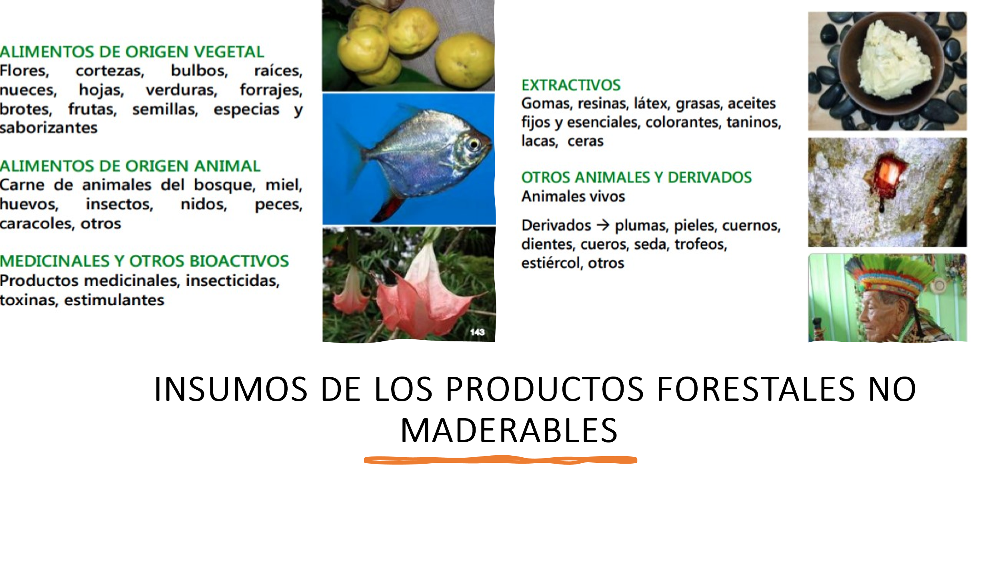 ALIMENTOS DE ORIGEN VEGETAL
Flores, cortezas, bulbos, raíces,
nueces, hojas, verduras, forrajes,
brotes, frutas, semillas, especias y
saborizantes
ALIMENTOS DE ORIGEN ANIMAL
Carne de animales del bosque, miel,
huevos, insectos, nidos, peces,
caracoles, otros
MEDICINALES Y OTROS BIOACTIVOS
Productos medicinales, insecticidas,
toxinas, estimulantes
143
EXTRACTIVOS
Gomas, resinas, látex, grasas, aceites
fijos y esenciales, colorantes, taninos,
lacas, ceras
OTROS ANIMALES Y DERIVADOS
Animales vivos
Derivados → plumas, pieles, cuernos,
dientes, cueros, seda, trofeos,
estiércol, otros
INSUMOS DE LOS PRODUCTOS FORESTALES NO
MADERABLES